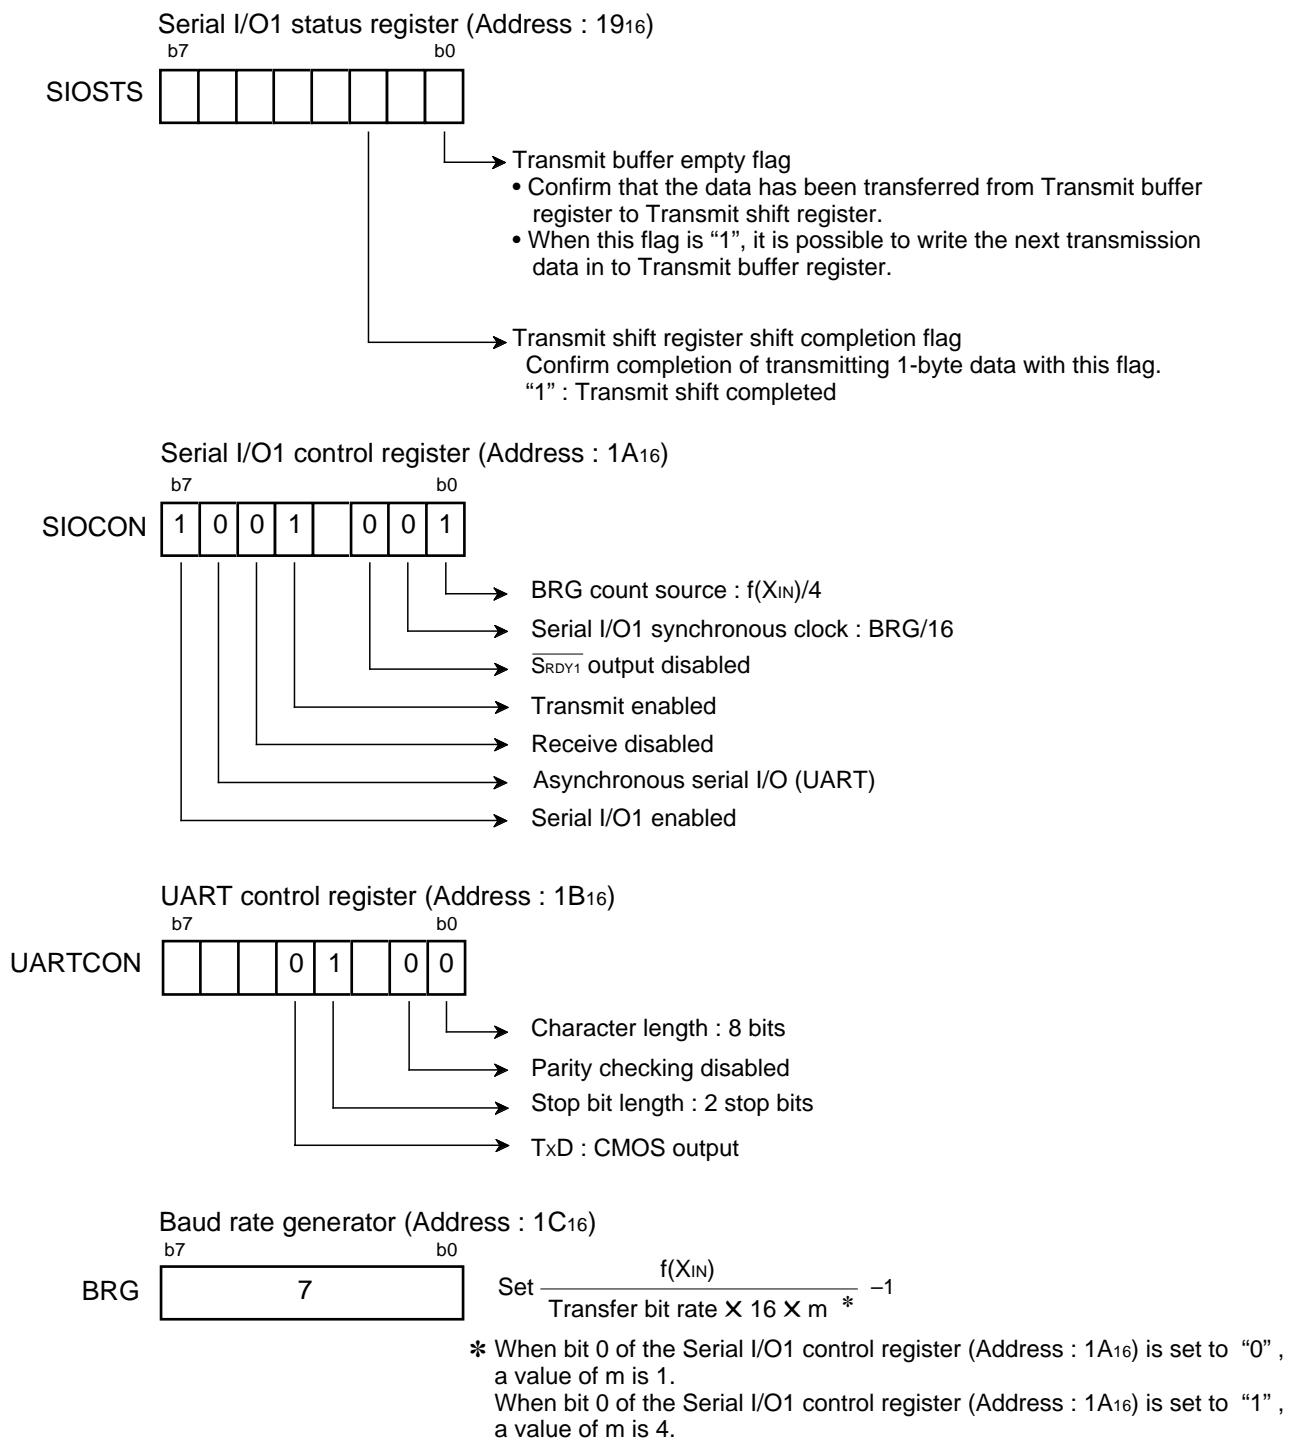 Serial I/O1 status register (Address : 1916)
b7 b0
SIOSTS
Transmit buffer empty flag
• Confirm that the data has been transferred from Transmit buffer
register to Transmit shift register.
• When this flag is “1”, it is possible to write the next transmission
data in to Transmit buffer register.
Transmit shift register shift completion flag
Confirm completion of transmitting 1-byte data with this flag.
“1” : Transmit shift completed
Serial I/O1 control register (Address : 1A16)
b7 b0
SIOCON 1 0 0 1 0 0 1
BRG count source : f(XIN)/4
Serial I/O1 synchronous clock : BRG/16
SRDY1 output disabled
Transmit enabled
Receive disabled
Asynchronous serial I/O (UART)
Serial I/O1 enabled
UART control register (Address : 1B16)
b7 b0
UARTCON 0 1 0 0
Character length : 8 bits
Parity checking disabled
Stop bit length : 2 stop bits
TxD : CMOS output
Baud rate generator (Address : 1C16)
b7 b0
BRG 7
f(XIN)
Set –1
Transfer bit rate ✕ 16 ✕ m ✻
✻ When bit 0 of the Serial I/O1 control register (Address : 1A16) is set to “0” ,
a value of m is 1.
When bit 0 of the Serial I/O1 control register (Address : 1A16) is set to “1” ,
a value of m is 4.